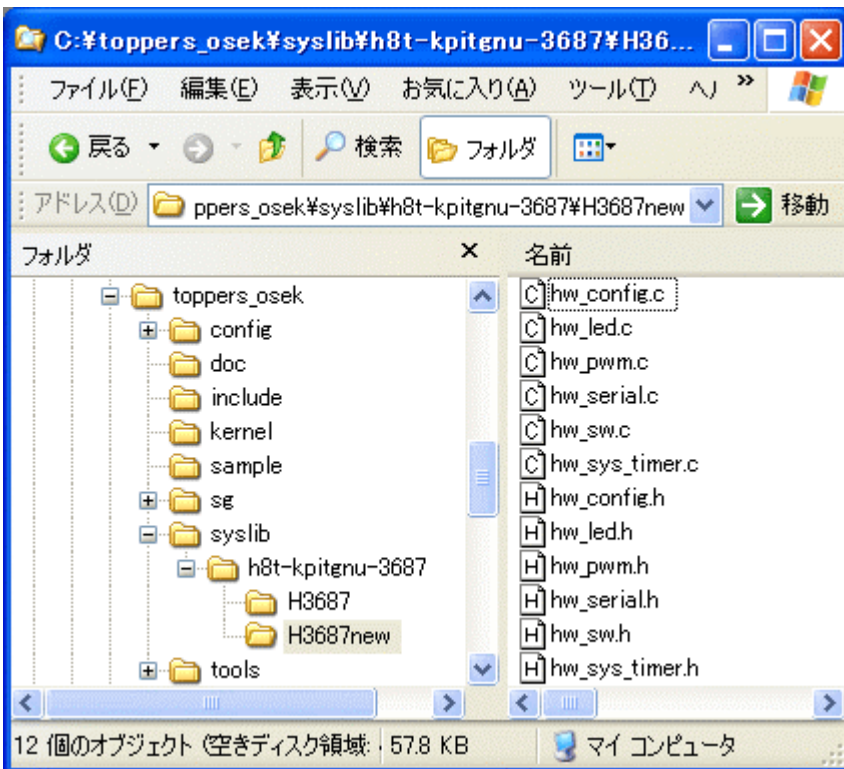 C:¥toppers_osek¥syslib¥h8t-kpitgnu-3687¥H36...
ファイル(F) 編集(E) 表示(V) お気に入り(A) ツール(T) ヘル »
戻る 検索 フォルダ
アドレス(D) ppers_osek¥syslib¥h8t-kpitgnu-3687¥H3687new 移動
フォルダ × 名前
toppers_osek
config
doc
include
kernel
sample
sg
syslib
h8t-kpitgnu-3687
H3687
H3687new
tools
hw_config.c
hw_led.c
hw_pwm.c
hw_serial.c
hw_sw.c
hw_sys_timer.c
hw_config.h
hw_led.h
hw_pwm.h
hw_serial.h
hw_sw.h
hw_sys_timer.h
12 個のオブジェクト (空きディスク領域: 57.8 KB マイ コンピュータ